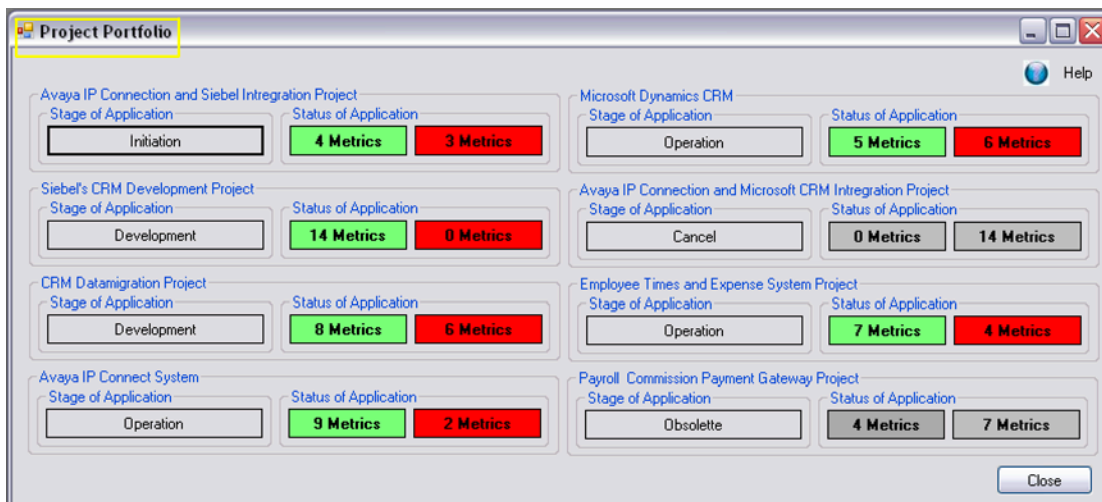 Project Portfolio
Help
Avaya IP Connection and Siebel Intregration Project
Stage of Application
Status of Application
Initiation
4 Metrics
3 Metrics
Siebel's CRM Development Project
Stage of Application
Status of Application
Development
14 Metrics
0 Metrics
CRM Datamigration Project
Stage of Application
Status of Application
Development
8 Metrics
6 Metrics
Avaya IP Connect System
Stage of Application
Status of Application
Operation
9 Metrics
2 Metrics
Microsoft Dynamics CRM
Stage of Application
Status of Application
Operation
5 Metrics
6 Metrics
Avaya IP Connection and Microsoft CRM Intregration Project
Stage of Application
Status of Application
Cancel
0 Metrics
14 Metrics
Employee Times and Expense System Project
Stage of Application
Status of Application
Operation
7 Metrics
4 Metrics
Payroll Commission Payment Gateway Project
Stage of Application
Status of Application
Obsolette
4 Metrics
7 Metrics
Close